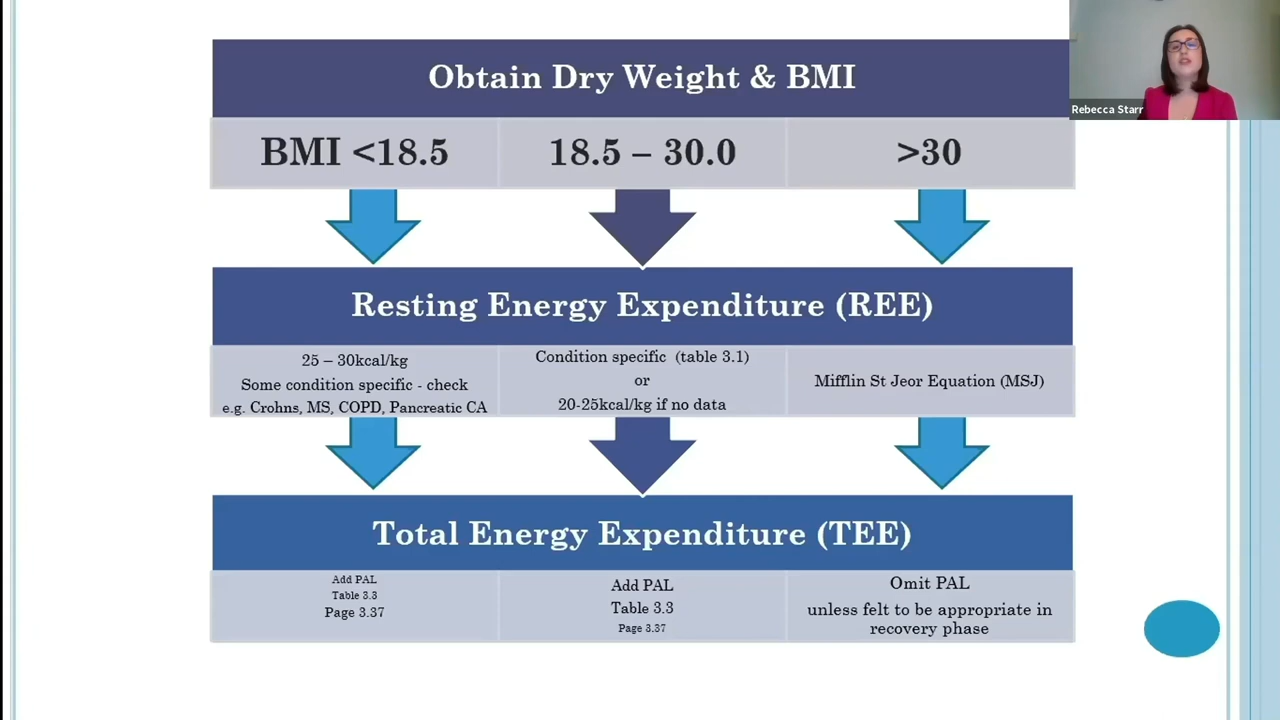 Obtain Dry Weight & BMI
Rebecca Starr
BMI <18.5
18.5 – 30.0
>30
Resting Energy Expenditure (REE)
25 – 30kcal/kg
Some condition specific - check
e.g. Crohns, MS, COPD, Pancreatic CA
Condition specific (table 3.1)
or
20-25kcal/kg if no data
Mifflin St Jeor Equation (MSJ)
Total Energy Expenditure (TEE)
Add PAL
Table 3.3
Page 3.37
Add PAL
Table 3.3
Page 3.37
Omit PAL
unless felt to be appropriate in
recovery phase